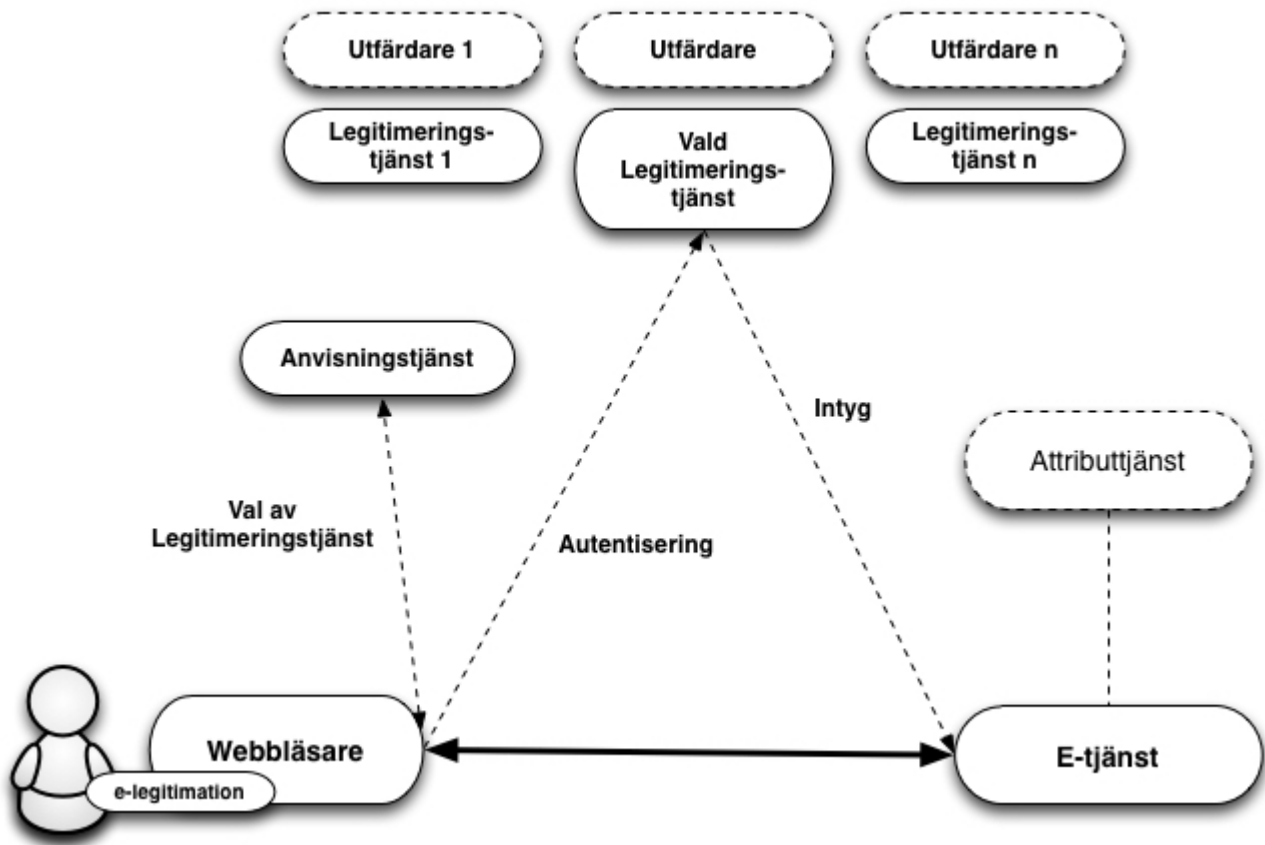 Utfärdare 1
Utfärdare
Utfärdare n
Legitimerings-
tjänst 1
Vald
Legitimerings-
tjänst
Legitimerings-
tjänst n
Anvisningstjänst
Intyg
Attributtjänst
Val av
Legitimeringstjänst
Autentisering
Webbläsare
E-tjänst
e-legitimation